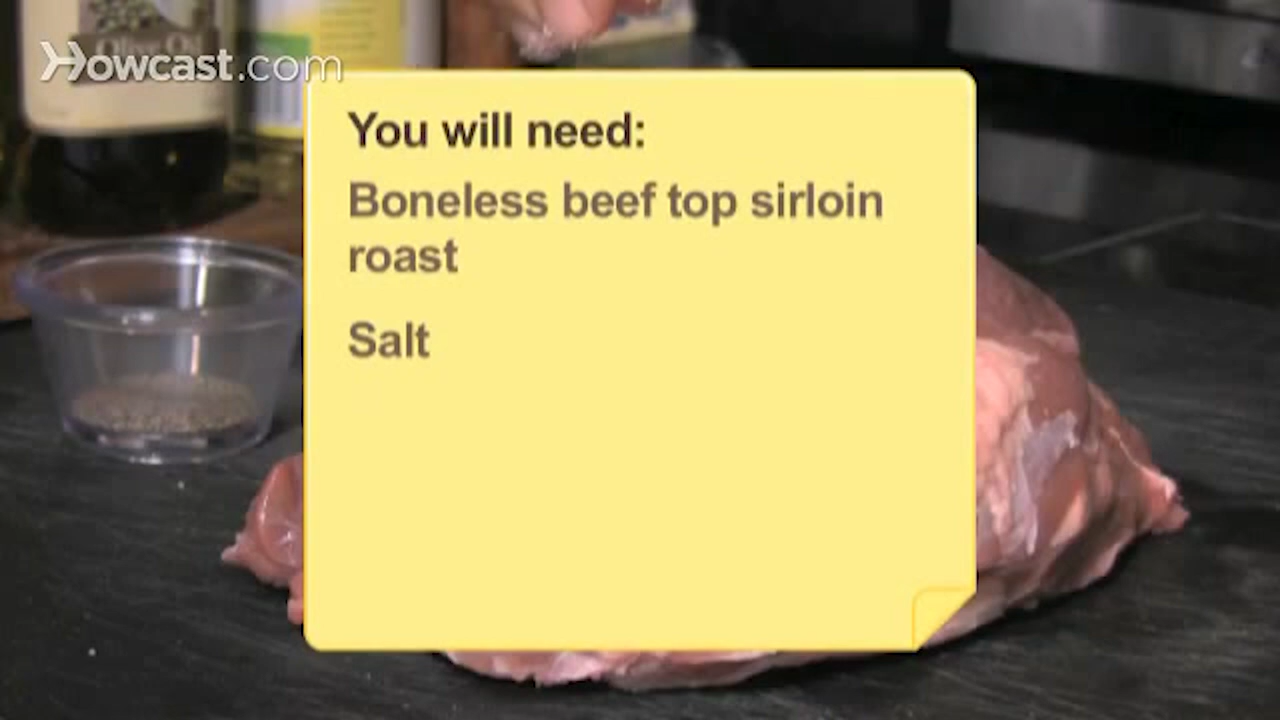 Olive Oil
Howcast.com
You will need:
Boneless beef top sirloin
roast
Salt